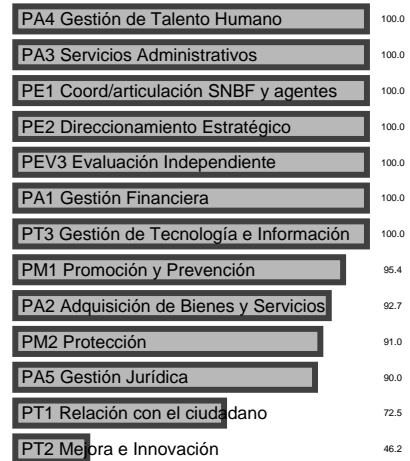 PA4 Gestión de Talento Humano 100.0
PA3 Servicios Administrativos 100.0
PE1 Coord/articulación SNBF y agentes 100.0
PE2 Direccionamiento Estratégico 100.0
PEV3 Evaluación Independiente 100.0
PA1 Gestión Financiera 100.0
PT3 Gestión de Tecnología e Información 100.0
PM1 Promoción y Prevención 95.4
PA2 Adquisición de Bienes y Servicios 92.7
PM2 Protección 91.0
PA5 Gestión Jurídica 90.0
PT1 Relación con el ciudadano 72.5
PT2 Mejora e Innovación 46.2